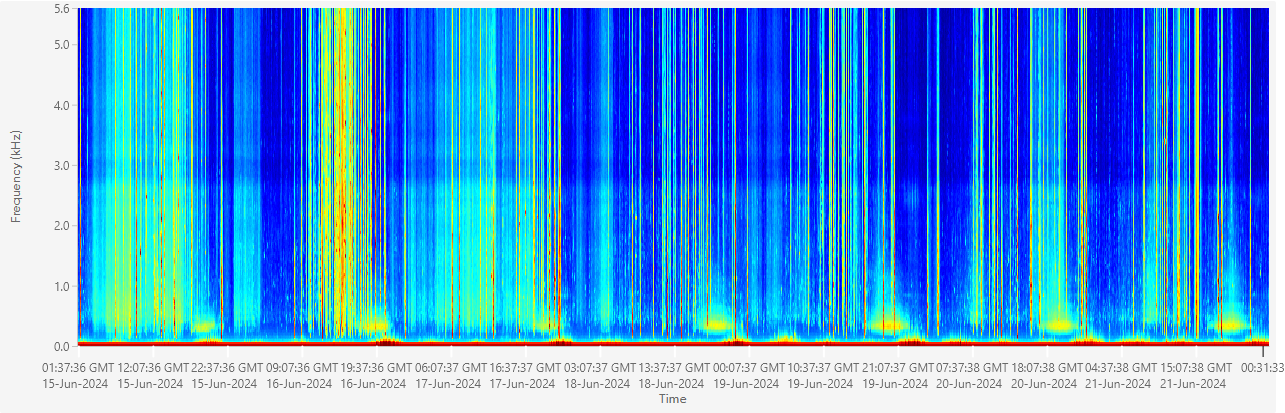 5.6
5.0
4.0
3.0
2.0
1.0
0.0
Frequency (kHz)
01:37:36 GMT 12:07:36 GMT 22:37:36 GMT 09:07:36 GMT 19:37:36 GMT 06:07:37 GMT 16:37:37 GMT 03:07:37 GMT 13:37:37 GMT 00:07:37 GMT 10:37:37 GMT 21:07:37 GMT 07:37:38 GMT 18:07:38 GMT 04:37:38 GMT 15:07:38 GMT 00:31:33
15-Jun-2024 15-Jun-2024 15-Jun-2024 16-Jun-2024 16-Jun-2024 17-Jun-2024 17-Jun-2024 18-Jun-2024 18-Jun-2024 19-Jun-2024 19-Jun-2024 19-Jun-2024 20-Jun-2024 20-Jun-2024 21-Jun-2024 21-Jun-2024
Time